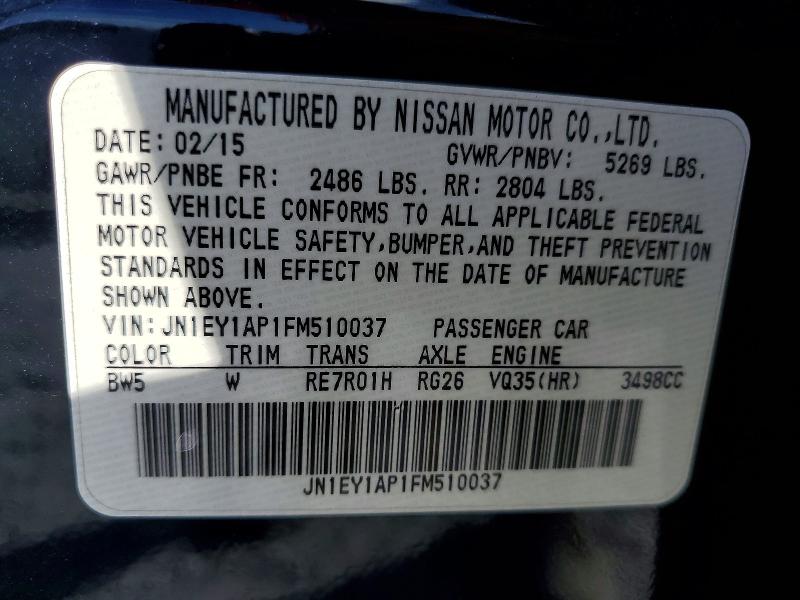 MANUFACTURED BY NISSAN MOTOR CO.,LTD.
DATE: 02/15 GVWR/PNBV: 5269 LBS.
GAWR/PNBE FR: 2486 LBS. RR: 2804 LBS.
THIS VEHICLE CONFORMS TO ALL APPLICABLE FEDERAL
MOTOR VEHICLE SAFETY,BUMPER,AND THEFT PREVENTION
STANDARDS IN EFFECT ON THE DATE OF MANUFACTURE
SHOWN ABOVE.
VIN:JN1EY1AP1FM510037 PASSENGER CAR
COLOR TRIM TRANS AXLE ENGINE
BW5 W RE7R01H RG26 VQ35(HR) 3498CC
JN1EY1AP1FM510037